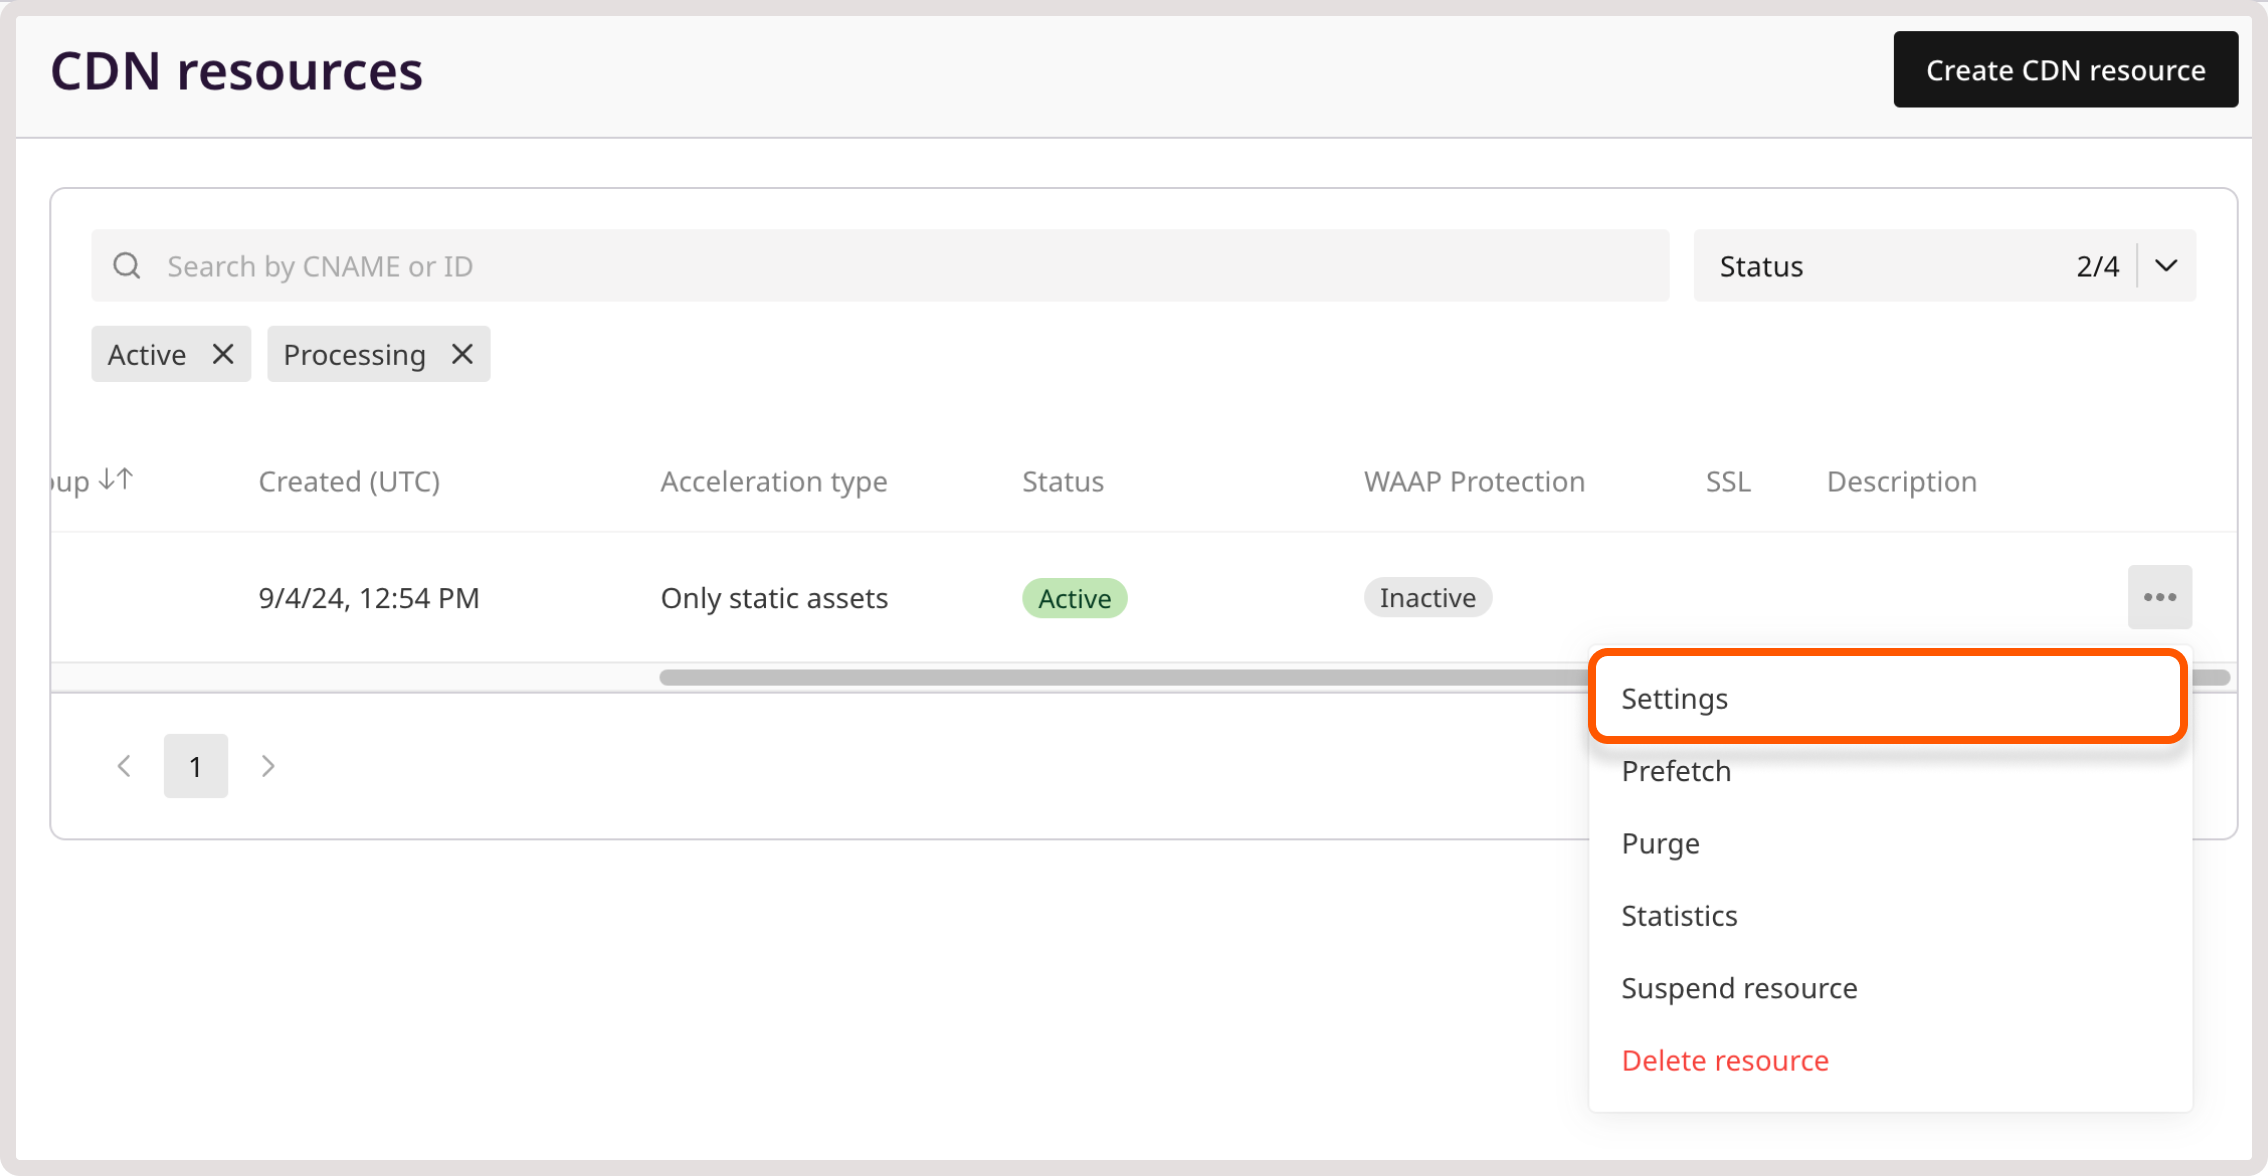 CDN resources
Create CDN resource
Search by CNAME or ID
Status 2/4
Active
Processing
Created (UTC) Acceleration type Status WAAP Protection SSL Description
9/4/24, 12:54 PM Only static assets Active Inactive
Settings
1
Prefetch
Purge
Statistics
Suspend resource
Delete resource